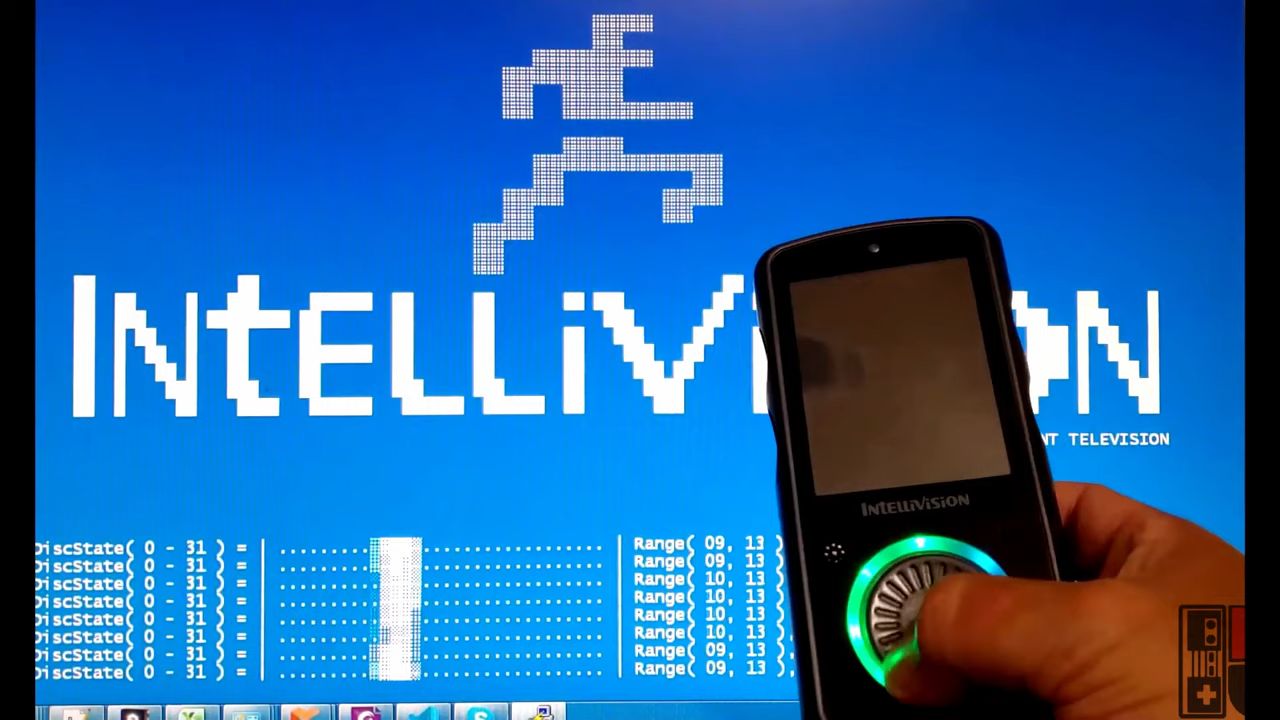 INTELLIVISION
NT TELEVISION
INTELLIVISION
DiscState( 0 - 31 ) = | | Range( 09, 13 )
DiscState( 0 - 31 ) = | | Range( 09, 13 )
DiscState( 0 - 31 ) = | | Range( 10, 13 )
DiscState( 0 - 31 ) = | | Range( 10, 13 )
DiscState( 0 - 31 ) = | | Range( 10, 13 )
DiscState( 0 - 31 ) = | | Range( 10, 13 ),
DiscState( 0 - 31 ) = | | Range( 09, 13 ),
DiscState( 0 - 31 ) = | | Range( 09, 13 ),